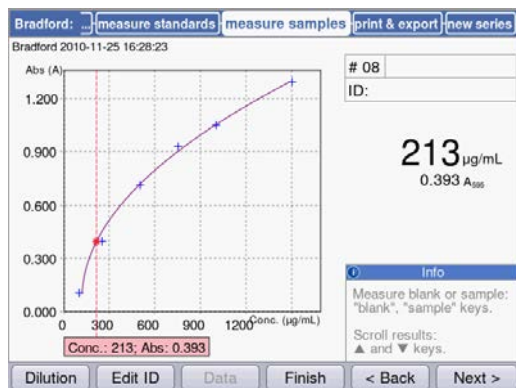 Bradford: ... measure standards measure samples print & export new series
Bradford 2010-11-25 16:28:23
Abs (A)
1.200
0.900
0.600
0.300
0.000
0 300 600 900 1200 Conc. (µg/mL)
Conc.: 213; Abs: 0.393
# 08
ID:
213 µg/mL
0.393 A595
Info
Measure blank or sample:
"blank", "sample" keys.
Scroll results:
▲ and ▼ keys.
Dilution Edit ID Data Finish < Back Next >